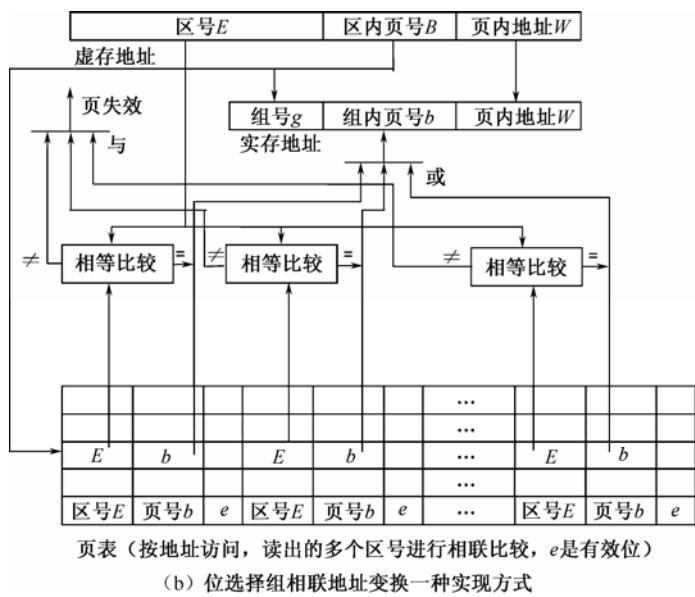 区号E 区内页号B 页内地址W
虚存地址
页失效
组号g 组内页号b 页内地址W
与
实存地址
或
≠ 相等比较 = ≠ 相等比较 = ≠ 相等比较 =
…
…
E b E b … E b
…
区号E 页号b e 区号E 页号b e … 区号E 页号b e
页表（按地址访问，读出的多个区号进行相联比较，e是有效位）
（b）位选择组相联地址变换一种实现方式